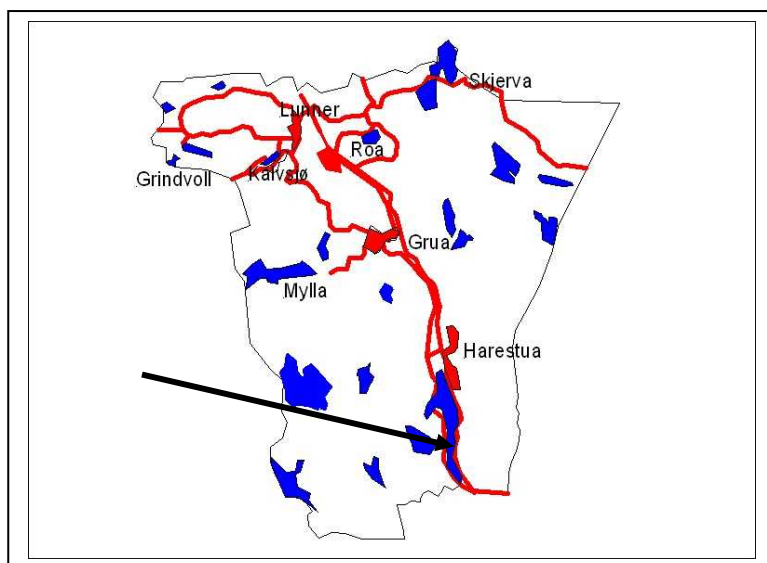 Skjerva
Lunner
Roa
Grindvoll
Kalvsjø
Grua
Mylla
Harestua